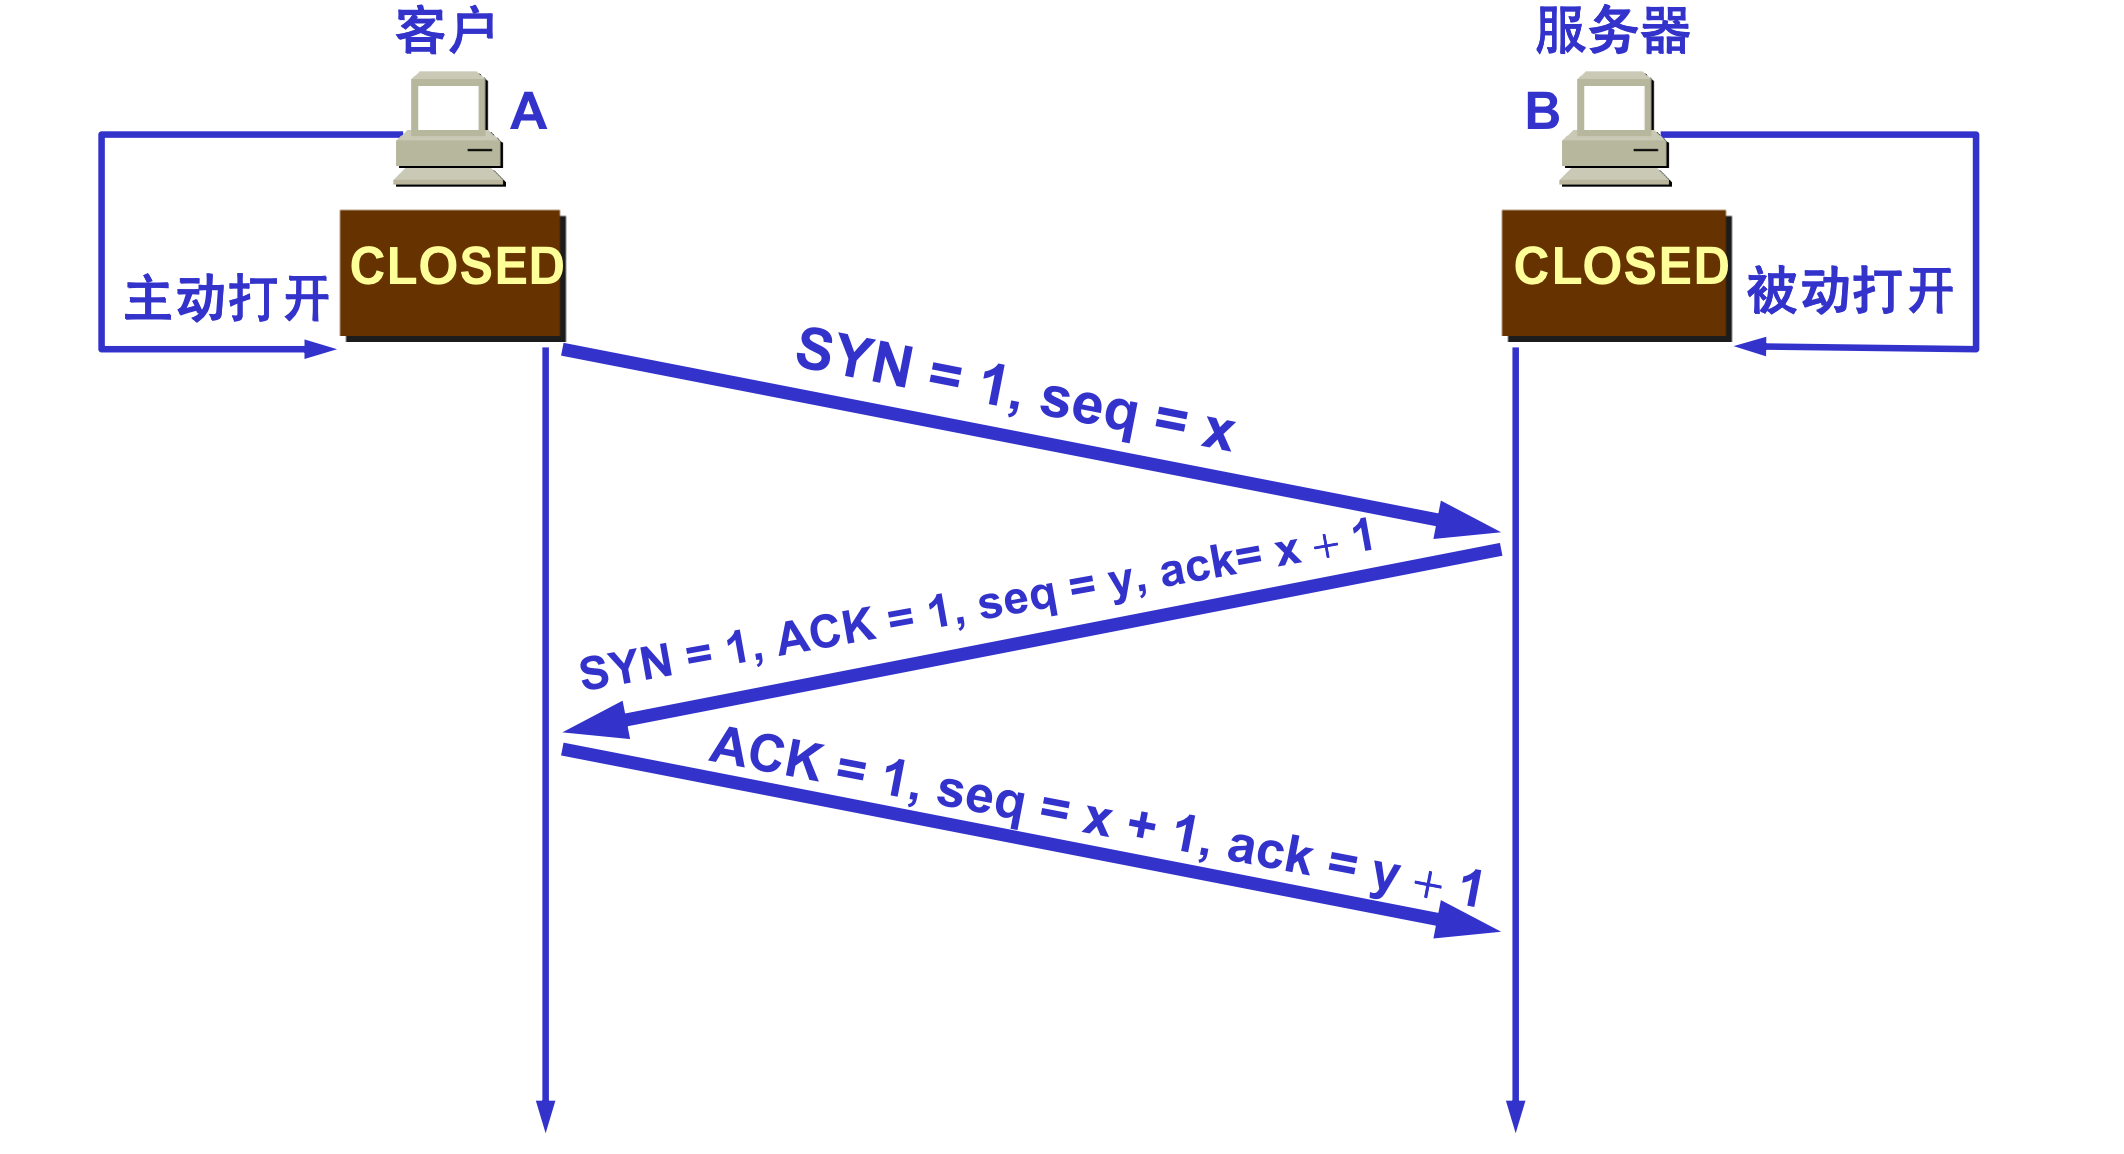 客户
服务器
A
B
CLOSED
CLOSED
主动打开
被动打开
SYN = 1, seq = x
SYN = 1, ACK = 1, seq = y, ack= x + 1
ACK = 1, seq = x + 1, ack = y + 1